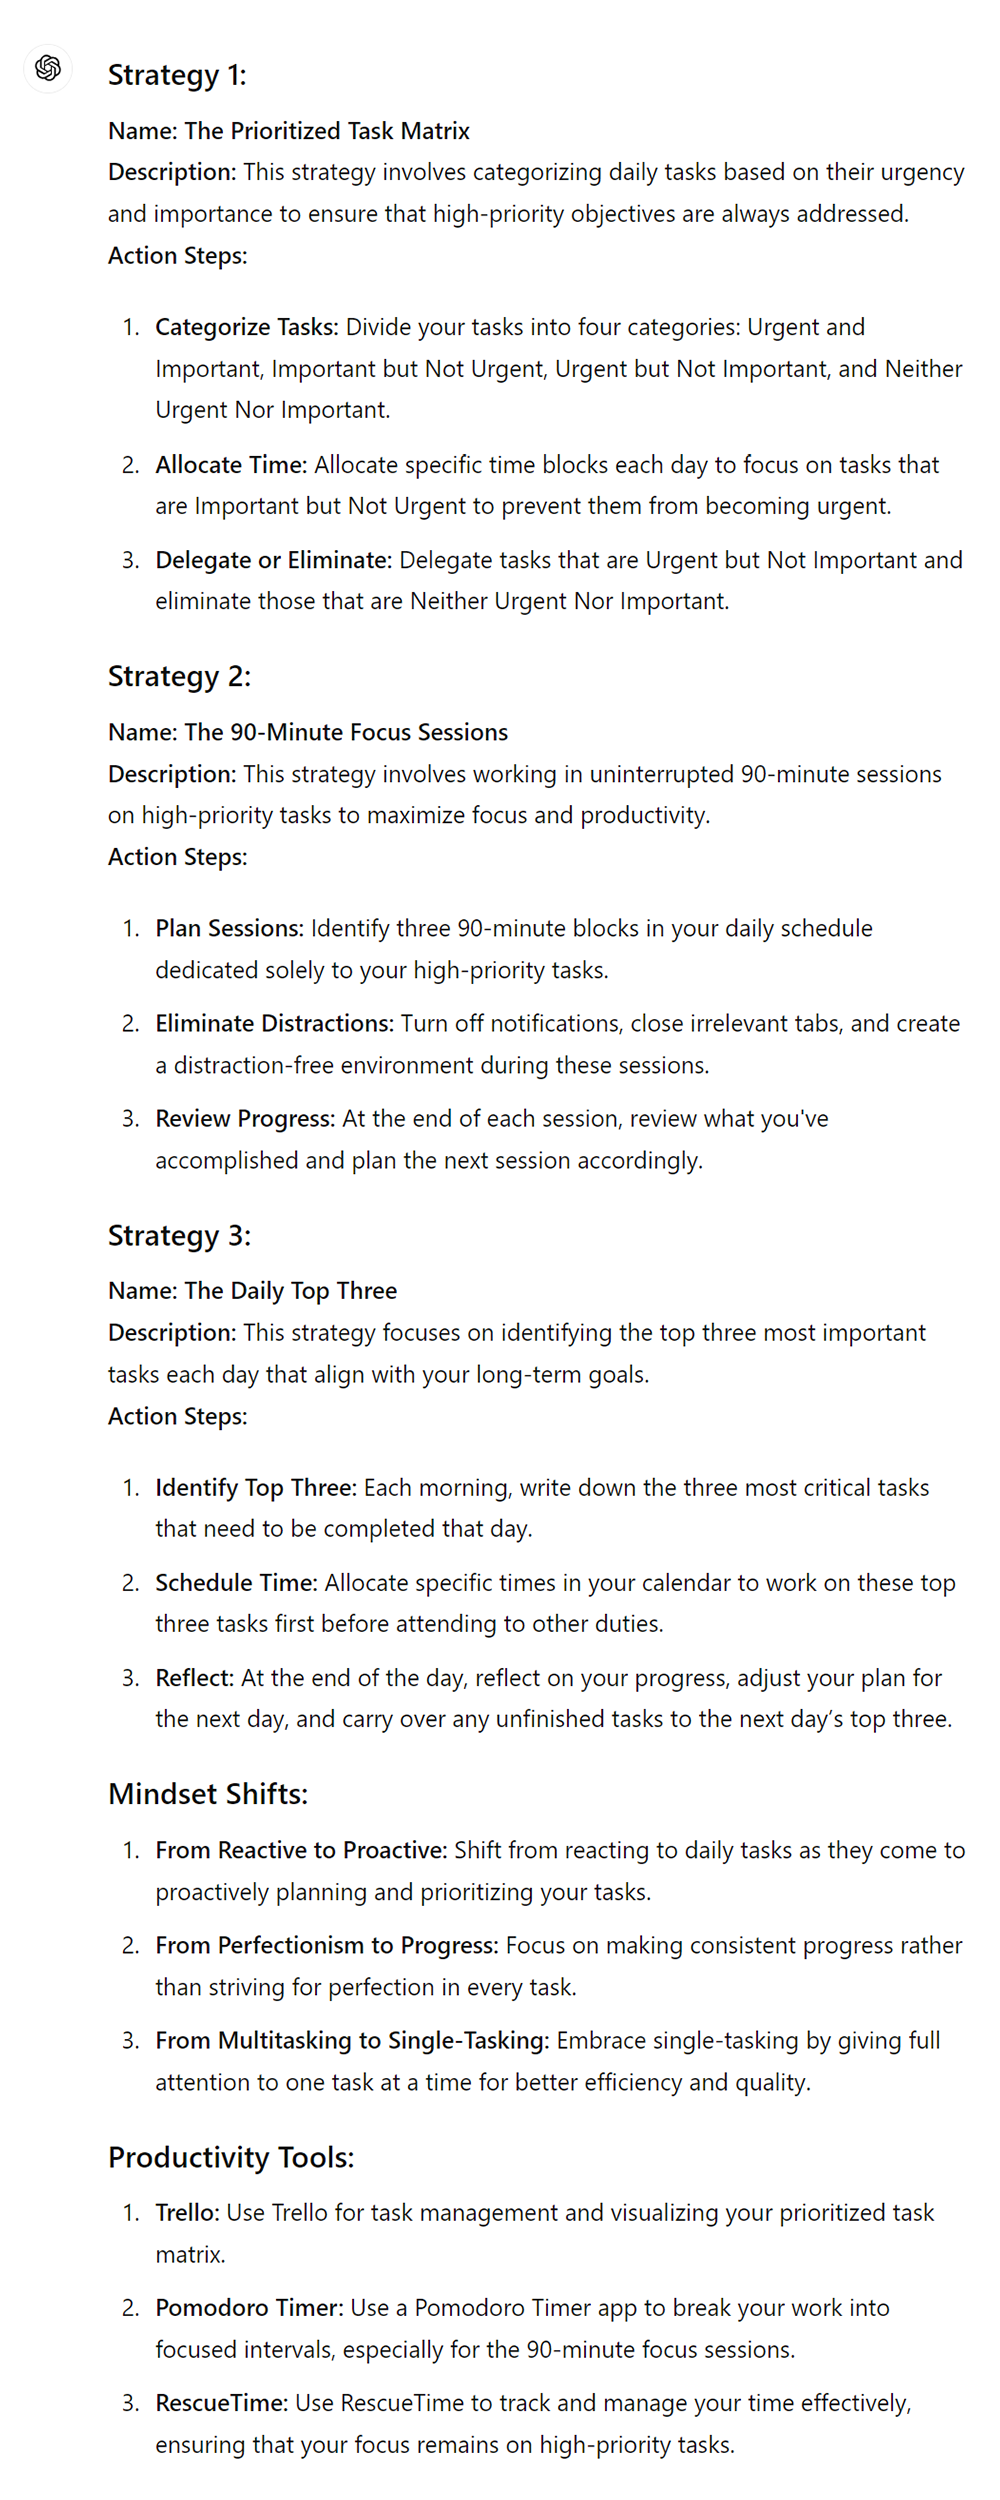 Strategy 1:
Name: The Prioritized Task Matrix
Description: This strategy involves categorizing daily tasks based on their urgency
and importance to ensure that high-priority objectives are always addressed.
Action Steps:
1. Categorize Tasks: Divide your tasks into four categories: Urgent and
Important, Important but Not Urgent, Urgent but Not Important, and Neither
Urgent Nor Important.
2. Allocate Time: Allocate specific time blocks each day to focus on tasks that
are Important but Not Urgent to prevent them from becoming urgent.
3. Delegate or Eliminate: Delegate tasks that are Urgent but Not Important and
eliminate those that are Neither Urgent Nor Important.
Strategy 2:
Name: The 90-Minute Focus Sessions
Description: This strategy involves working in uninterrupted 90-minute sessions
on high-priority tasks to maximize focus and productivity.
Action Steps:
1. Plan Sessions: Identify three 90-minute blocks in your daily schedule
dedicated solely to your high-priority tasks.
2. Eliminate Distractions: Turn off notifications, close irrelevant tabs, and create
a distraction-free environment during these sessions.
3. Review Progress: At the end of each session, review what you've
accomplished and plan the next session accordingly.
Strategy 3:
Name: The Daily Top Three
Description: This strategy focuses on identifying the top three most important
tasks each day that align with your long-term goals.
Action Steps:
1. Identify Top Three: Each morning, write down the three most critical tasks
that need to be completed that day.
2. Schedule Time: Allocate specific times in your calendar to work on these top
three tasks first before attending to other duties.
3. Reflect: At the end of the day, reflect on your progress, adjust your plan for
the next day, and carry over any unfinished tasks to the next day’s top three.
Mindset Shifts:
1. From Reactive to Proactive: Shift from reacting to daily tasks as they come to
proactively planning and prioritizing your tasks.
2. From Perfectionism to Progress: Focus on making consistent progress rather
than striving for perfection in every task.
3. From Multitasking to Single-Tasking: Embrace single-tasking by giving full
attention to one task at a time for better efficiency and quality.
Productivity Tools:
1. Trello: Use Trello for task management and visualizing your prioritized task
matrix.
2. Pomodoro Timer: Use a Pomodoro Timer app to break your work into
focused intervals, especially for the 90-minute focus sessions.
3. RescueTime: Use RescueTime to track and manage your time effectively,
ensuring that your focus remains on high-priority tasks.